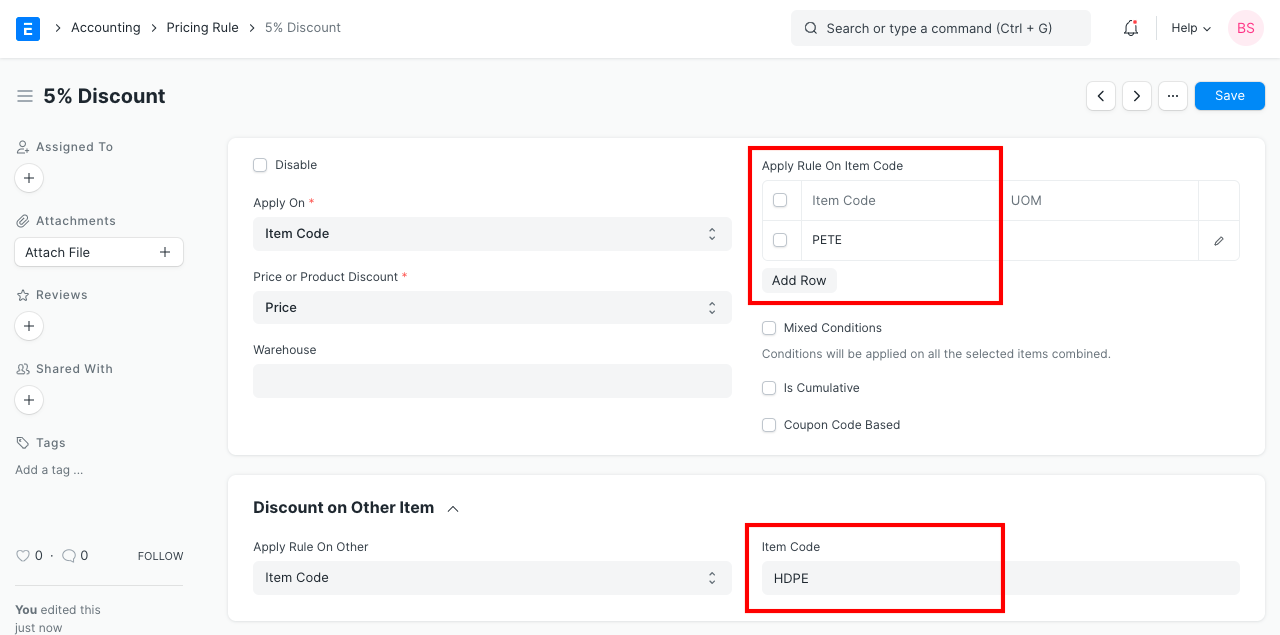 E Accounting Pricing Rule 5% Discount Search or type a command (Ctrl + G) Help BS
5% Discount ... Save
Assigned To
Attachments
Attach File
Reviews
Shared With
Tags
Add a tag ...
0 · 0 FOLLOW
You edited this
just now
Disable
Apply On *
Item Code
Price or Product Discount *
Price
Warehouse
Apply Rule On Item Code
Item Code UOM
PETE
Add Row
Mixed Conditions
Conditions will be applied on all the selected items combined.
Is Cumulative
Coupon Code Based
Discount on Other Item
Apply Rule On Other
Item Code
Item Code
HDPE